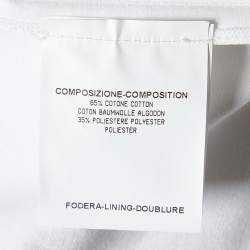 COMPOSIZIONE-COMPOSITION
65% COTONE COTTON
COTON BAUMWOLLE ALGODON
35% POLIESTERE POLYESTER
POLIESTER
FODERA-LINING-DOUBLURE